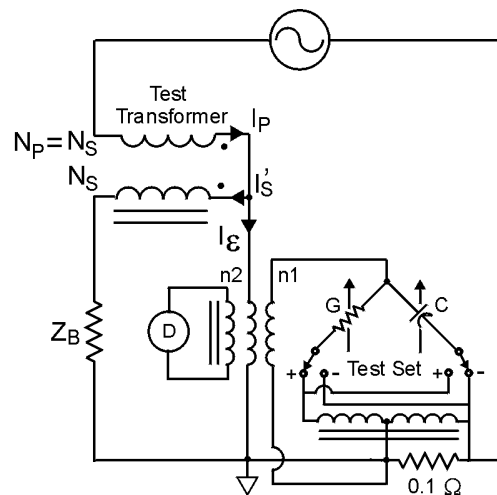 Test
Transformer
I_P
N_P = N_S
N_S
I_S'
I_ε
n2
n1
G
C
D
Z_B
+
-
Test Set
+
-
0.1 Ω